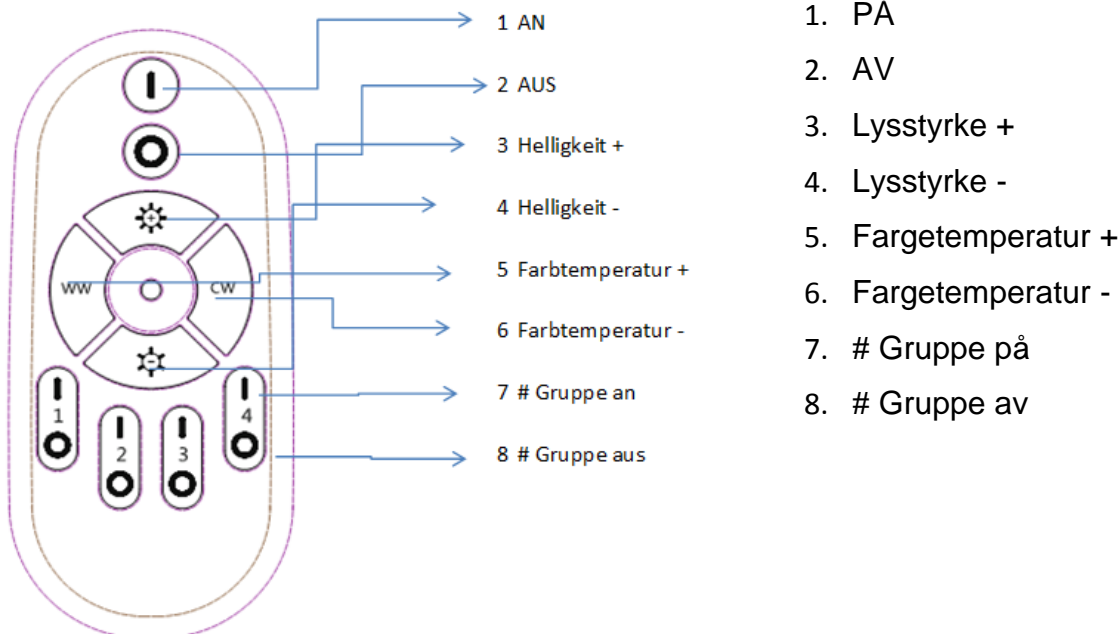 1 AN
2 AUS
3 Helligkeit +
4 Helligkeit -
5 Farbtemperatur +
6 Farbtemperatur -
7 # Gruppe an
8 # Gruppe aus
WW
CW
1
2
3
4
1. PÅ
2. AV
3. Lysstyrke +
4. Lysstyrke -
5. Fargetemperatur +
6. Fargetemperatur -
7. # Gruppe på
8. # Gruppe av